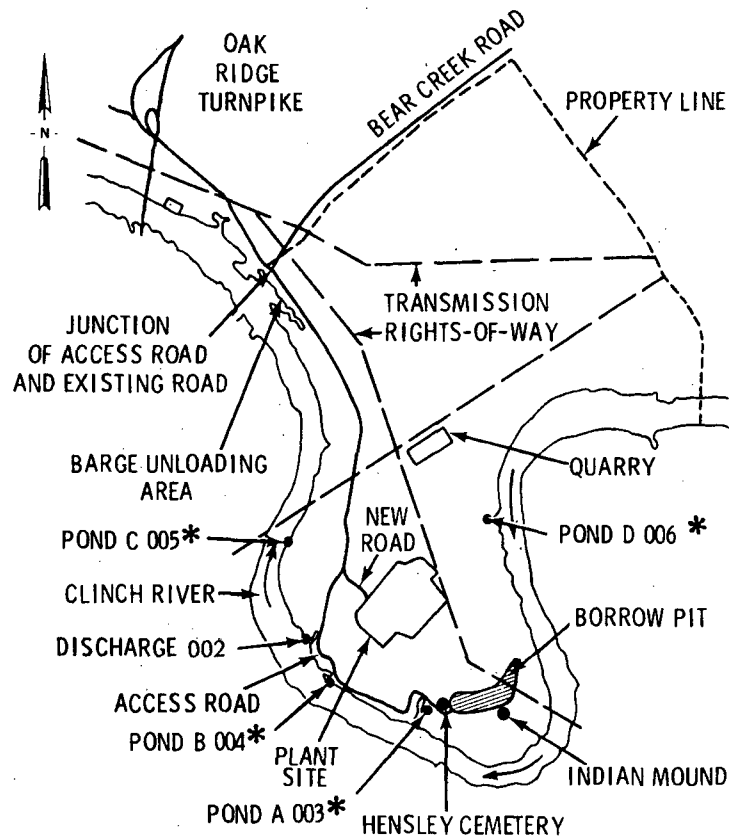 OAK
RIDGE
TURNPIKE
BEAR CREEK ROAD
PROPERTY LINE
N
TRANSMISSION
RIGHTS-OF-WAY
JUNCTION
OF ACCESS ROAD
AND EXISTING ROAD
BARGE UNLOADING
AREA
QUARRY
NEW
ROAD
POND C 005*
POND D 006 *
CLINCH RIVER
BORROW PIT
DISCHARGE 002
ACCESS ROAD
POND B 004*
PLANT
SITE
INDIAN MOUND
POND A 003*
HENSLEY CEMETERY